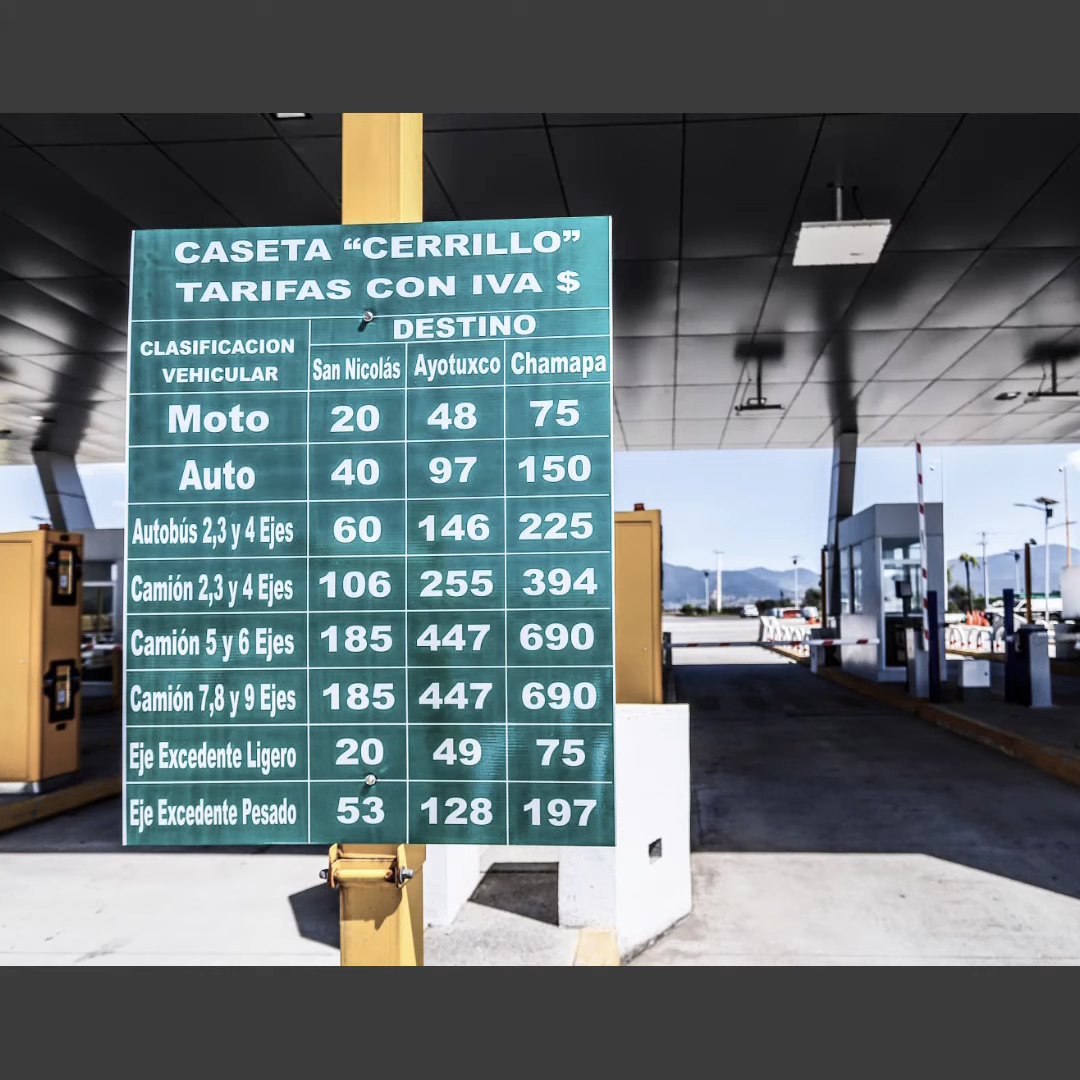 CASETA “CERRILLO”
TARIFAS CON IVA $
CLASIFICACION
VEHICULAR
DESTINO
San Nicolás Ayotuxco Chamapa
Moto 20 48 75
Auto 40 97 150
Autobús 2,3 y 4 Ejes 60 146 225
Camión 2,3 y 4 Ejes 106 255 394
Camión 5 y 6 Ejes 185 447 690
Camión 7,8 y 9 Ejes 185 447 690
Eje Excedente Ligero 20 49 75
Eje Excedente Pesado 53 128 197